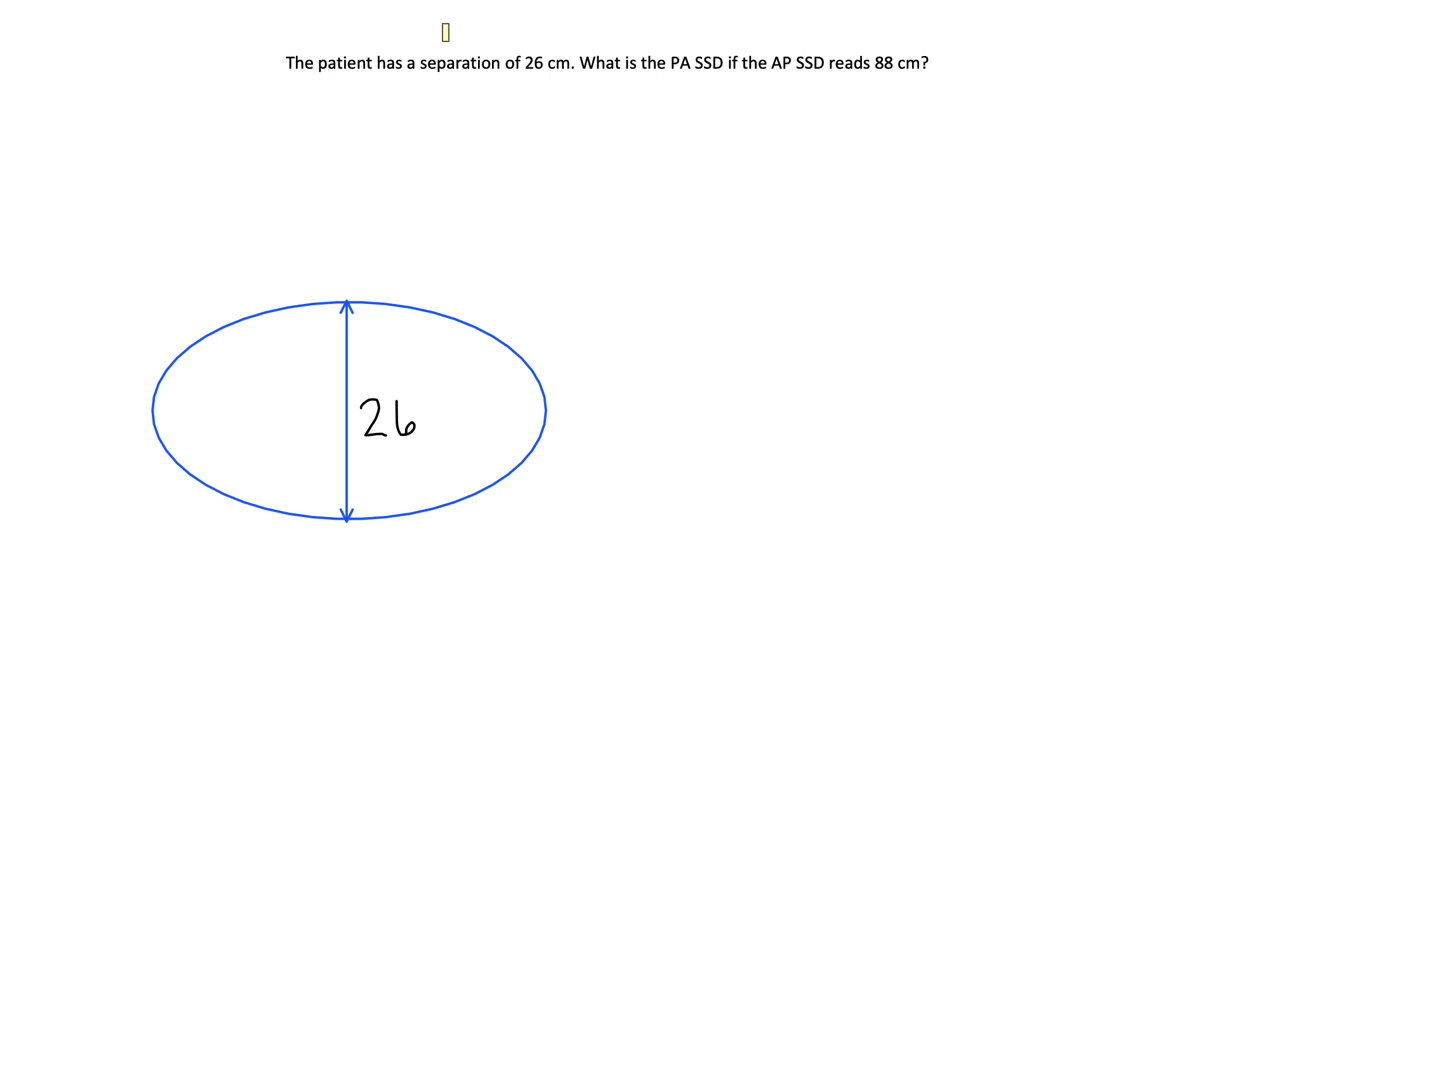 The patient has a separation of 26 cm. What is the PA SSD if the AP SSD reads 88 cm?
26